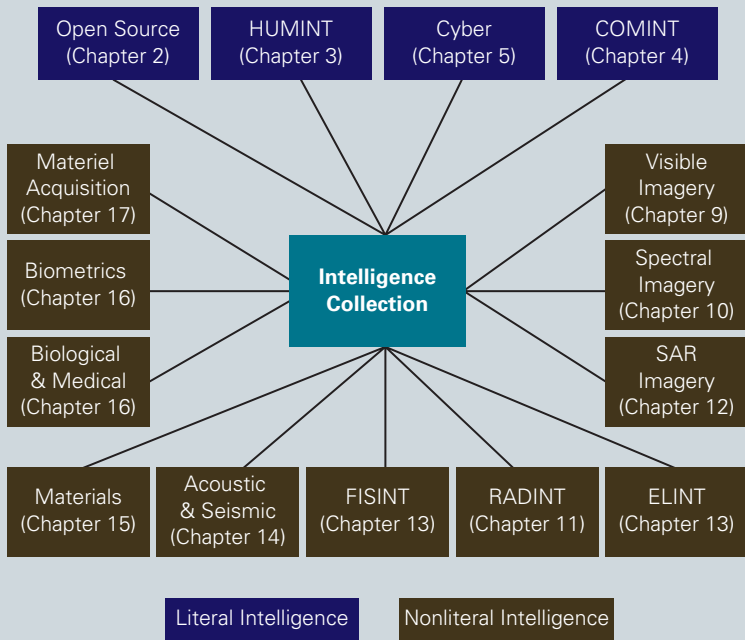 Open Source
(Chapter 2)
HUMINT
(Chapter 3)
Cyber
(Chapter 5)
COMINT
(Chapter 4)
Materiel
Acquisition
(Chapter 17)
Visible
Imagery
(Chapter 9)
Biometrics
(Chapter 16)
Intelligence
Collection
Spectral
Imagery
(Chapter 10)
Biological
& Medical
(Chapter 16)
SAR
Imagery
(Chapter 12)
Materials
(Chapter 15)
Acoustic
& Seismic
(Chapter 14)
FISINT
(Chapter 13)
RADINT
(Chapter 11)
ELINT
(Chapter 13)
Literal Intelligence
Nonliteral Intelligence